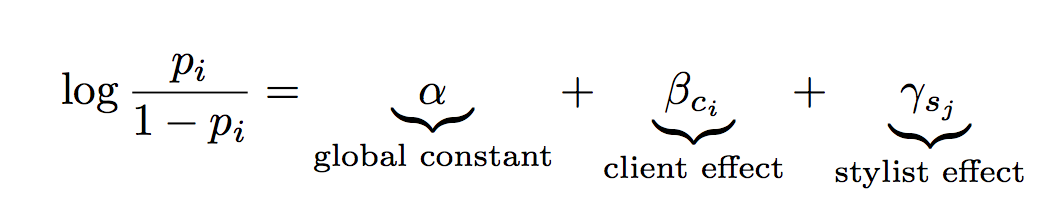 log p_i / (1 − p_i) = α + β_{c_i} + γ_{s_j}
global constant client effect stylist effect